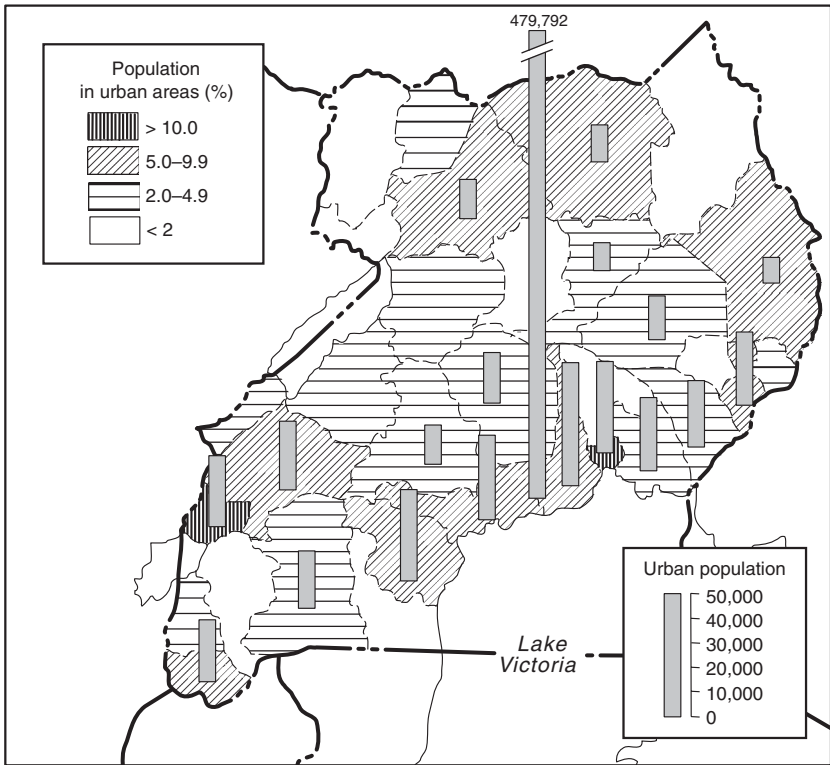 479,792
Population
in urban areas (%)
> 10.0
5.0–9.9
2.0–4.9
< 2
Lake
Victoria
Urban population
50,000
40,000
30,000
20,000
10,000
0